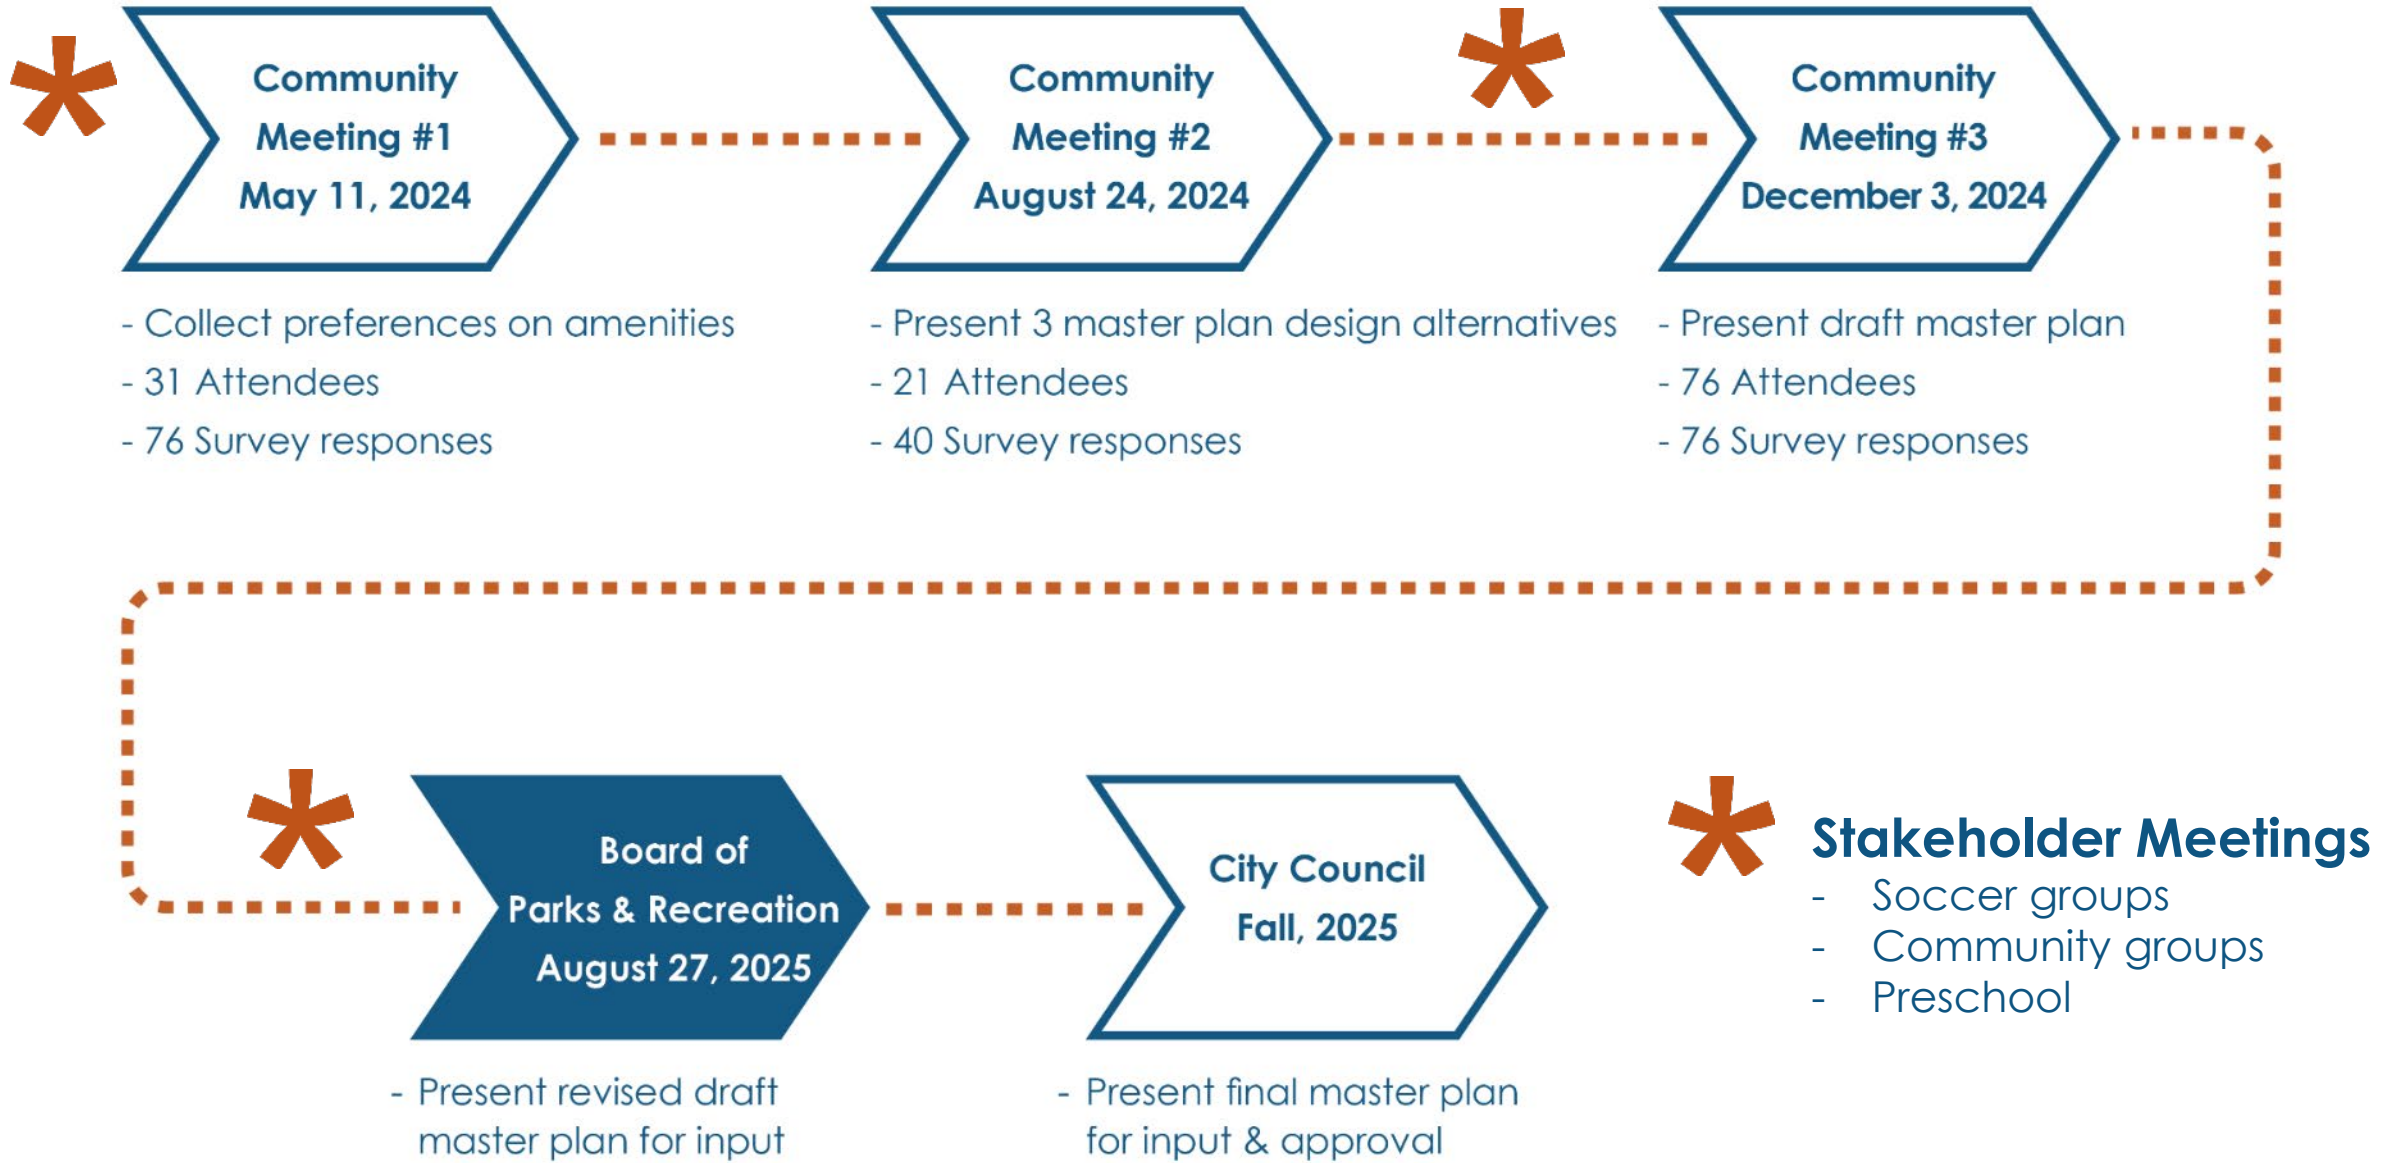 Community
Meeting #1
May 11, 2024
- Collect preferences on amenities
- 31 Attendees
- 76 Survey responses
Community
Meeting #2
August 24, 2024
- Present 3 master plan design alternatives
- 21 Attendees
- 40 Survey responses
Community
Meeting #3
December 3, 2024
- Present draft master plan
- 76 Attendees
- 76 Survey responses
Board of
Parks & Recreation
August 27, 2025
- Present revised draft
master plan for input
City Council
Fall, 2025
- Present final master plan
for input & approval
Stakeholder Meetings
- Soccer groups
- Community groups
- Preschool